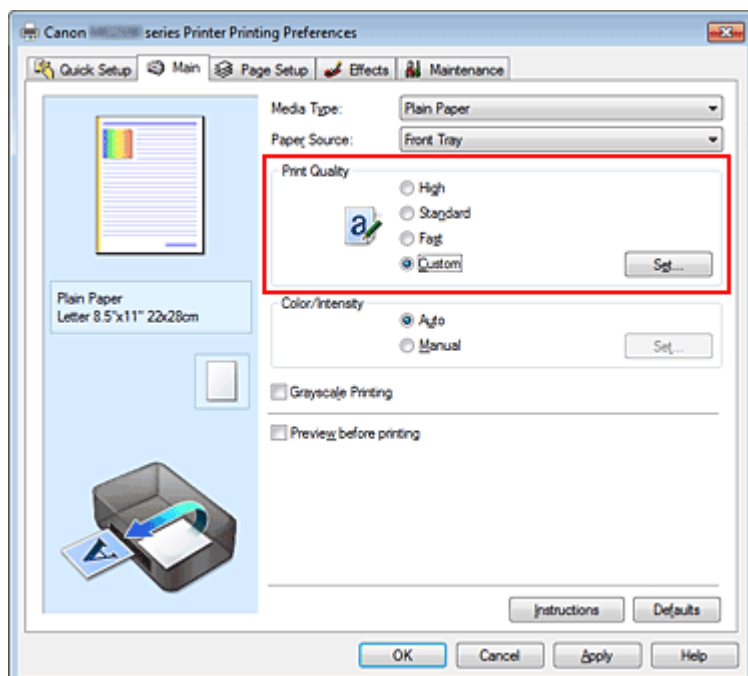 Canon series Printer Printing Preferences
Quick Setup Main Page Setup Effects Maintenance
Media Type: Plain Paper
Paper Source: Front Tray
Print Quality
High
Standard
a
Fast
Custom Set...
Plain Paper
Letter 8.5"x11" 22x28cm
Color/Intensity
Auto
Manual Set...
Grayscale Printing
Preview before printing
A
Instructions Defaults
OK Cancel Apply Help